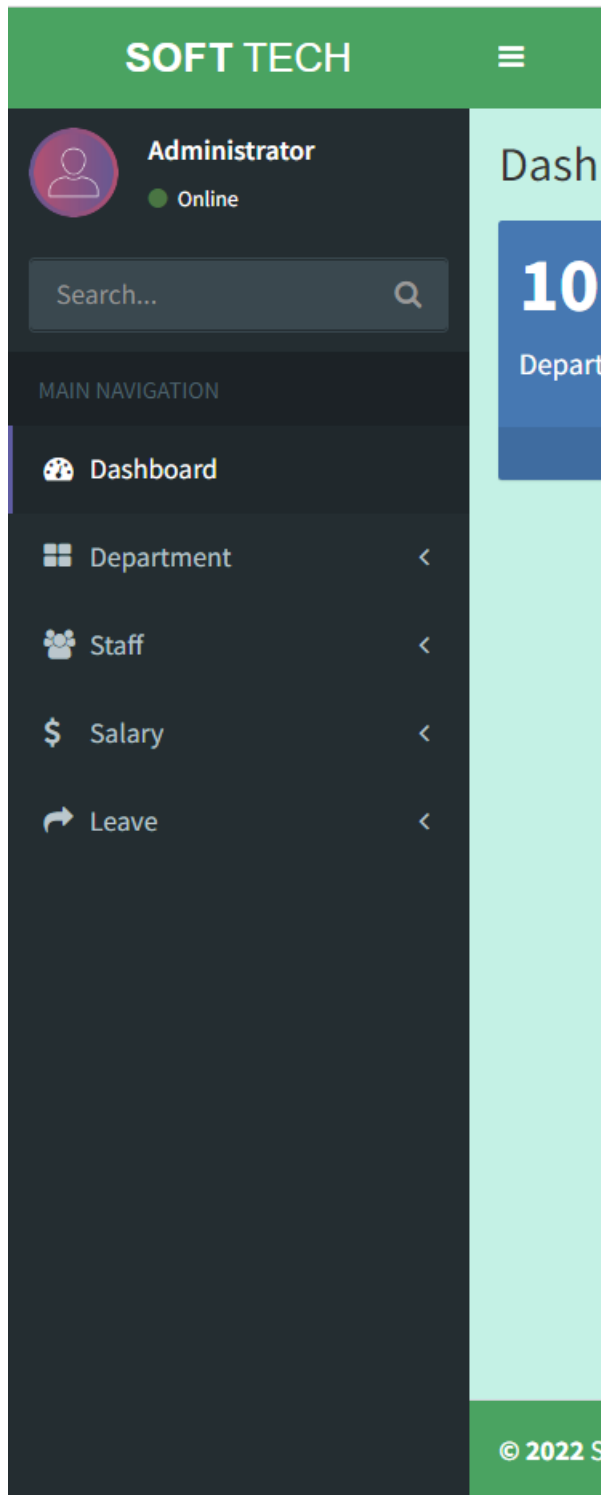 SOFT TECH
Administrator
Online
Search...
MAIN NAVIGATION
Dashboard
Department
Staff
$ Salary
Leave
Dash
10
Depart
© 2022 S